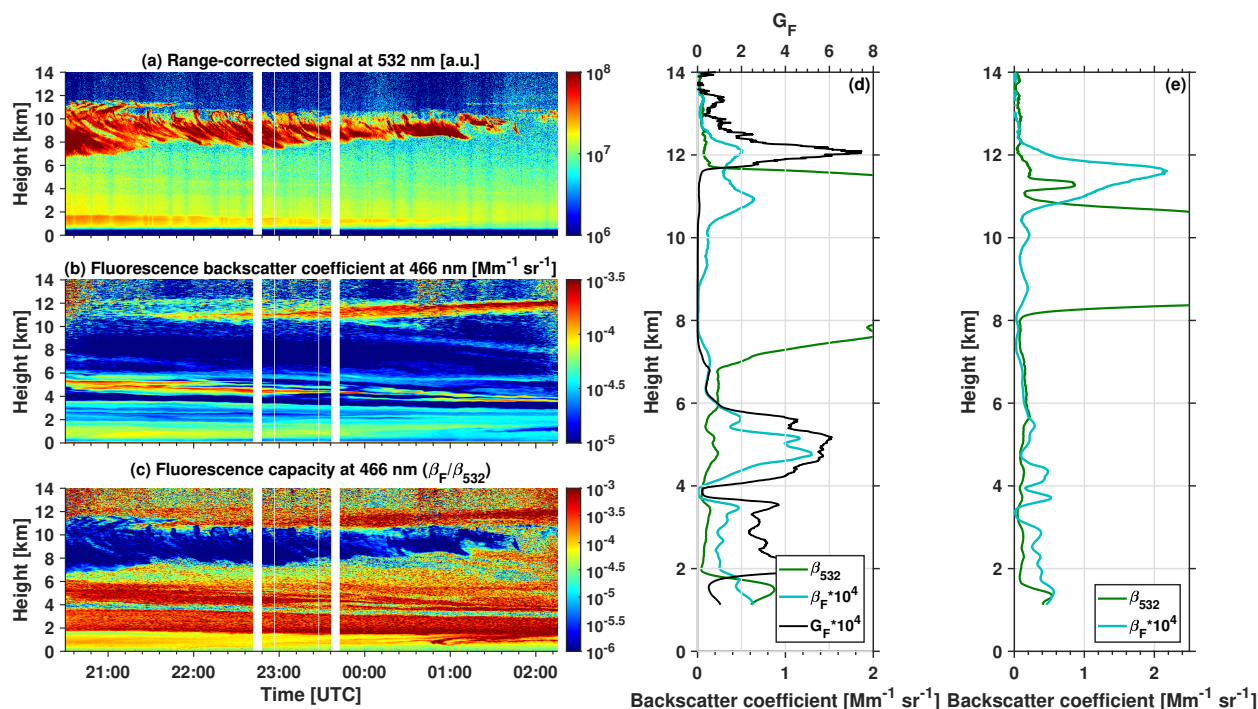 (a) Range-corrected signal at 532 nm [a.u.]
Height [km]
14
12
10
8
6
4
2
0
10^8
10^7
10^6
(b) Fluorescence backscatter coefficient at 466 nm [Mm^-1 sr^-1]
Height [km]
14
12
10
8
6
4
2
0
10^-3.5
10^-4
10^-4.5
10^-5
(c) Fluorescence capacity at 466 nm (β_F/β_532)
Height [km]
14
12
10
8
6
4
2
0
10^-3
10^-3.5
10^-4
10^-4.5
10^-5
10^-5.5
10^-6
21:00 22:00 23:00 00:00 01:00 02:00
Time [UTC]
G_F
0 2 4 6 8
(d)
Height [km]
14
12
10
8
6
4
2
0
β_532
β_F*10^4
G_F*10^4
0 1 2
Backscatter coefficient [Mm^-1 sr^-1]
(e)
Height [km]
14
12
10
8
6
4
2
0
β_532
β_F*10^4
0 1 2
Backscatter coefficient [Mm^-1 sr^-1]